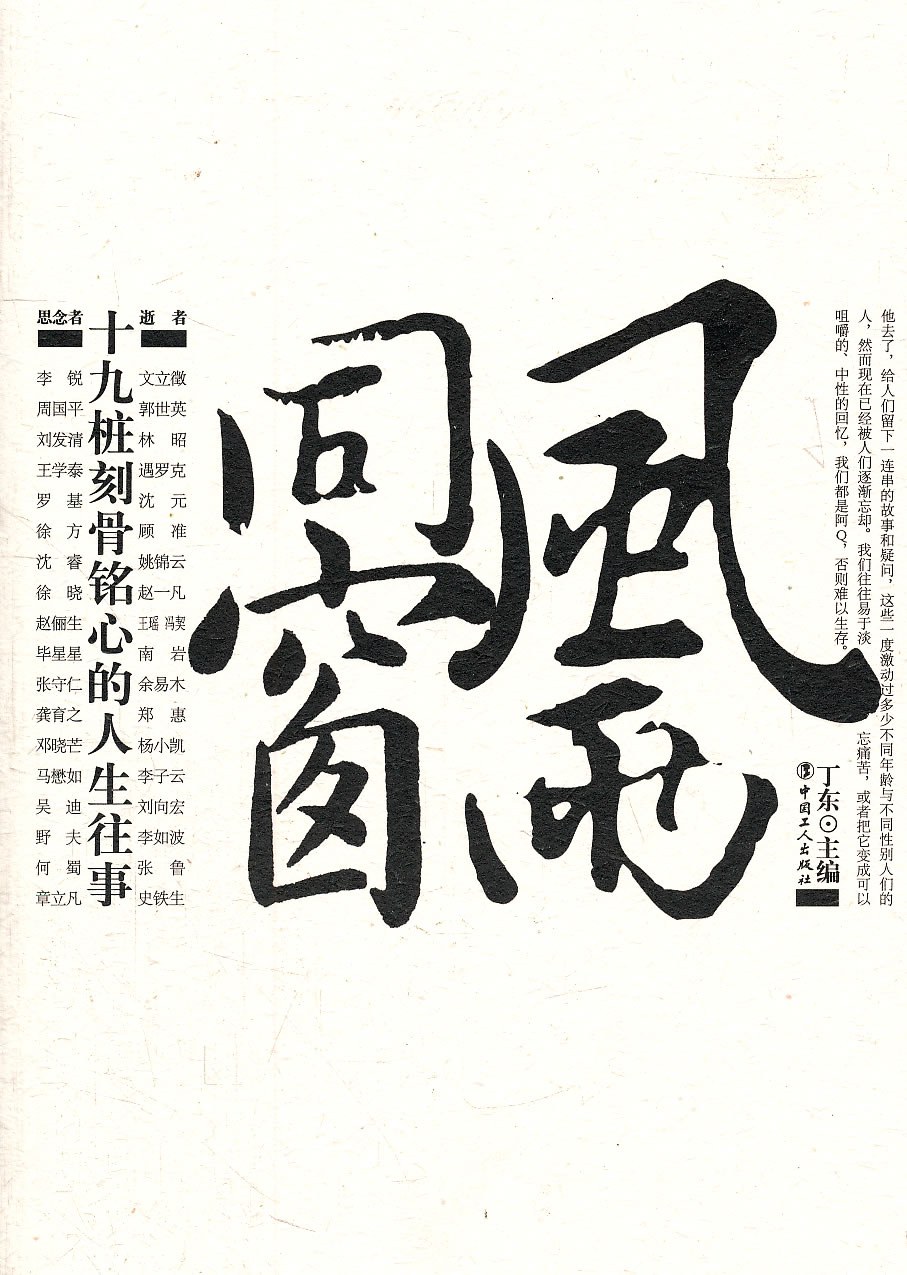 他去了，给人们留下一连串的故事和疑问，这些一度激动过多少不同年龄与不同性别人们的
人，然而现在已经被人们逐渐忘却。我们往往易于淡忘痛苦，或者把它变成可以
咀嚼的、中性的回忆，我们都是阿Q，否则难以生存。
丁东⊙主编
中国工人出版社
風雨
同窗
逝者
文立徵
郭世英
林昭
遇罗克
沈元
顾准
姚锦云
赵一凡
王瑶 冯契
南岩
余易木
郑惠
杨小凯
李子云
刘向宏
李如波
张鲁
史铁生
十九桩刻骨铭心的人生往事
思念者
李锐
周国平
刘发清
王学泰
罗基
徐方
沈睿
徐晓
赵俪生
毕星星
张守仁
龚育之
邓晓芒
马懋如
吴迪
野夫
何蜀
章立凡